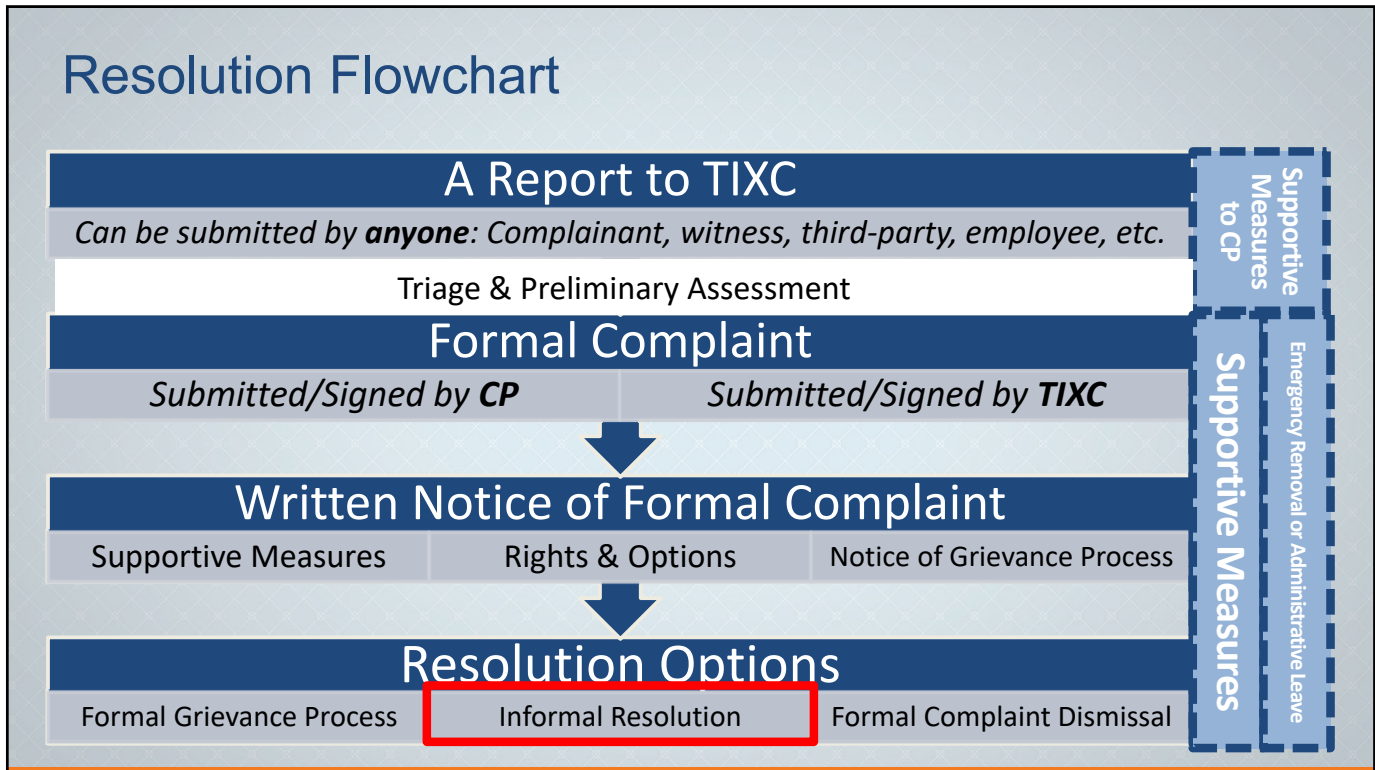 Resolution Flowchart
A Report to TIXC
Can be submitted by anyone: Complainant, witness, third-party, employee, etc.
Triage & Preliminary Assessment
Formal Complaint
Submitted/Signed by CP
Submitted/Signed by TIXC
Written Notice of Formal Complaint
Supportive Measures
Rights & Options
Notice of Grievance Process
Resolution Options
Formal Grievance Process
Informal Resolution
Formal Complaint Dismissal
Supportive
Measures
to CP
Supportive Measures
Emergency Removal or Administrative Leave